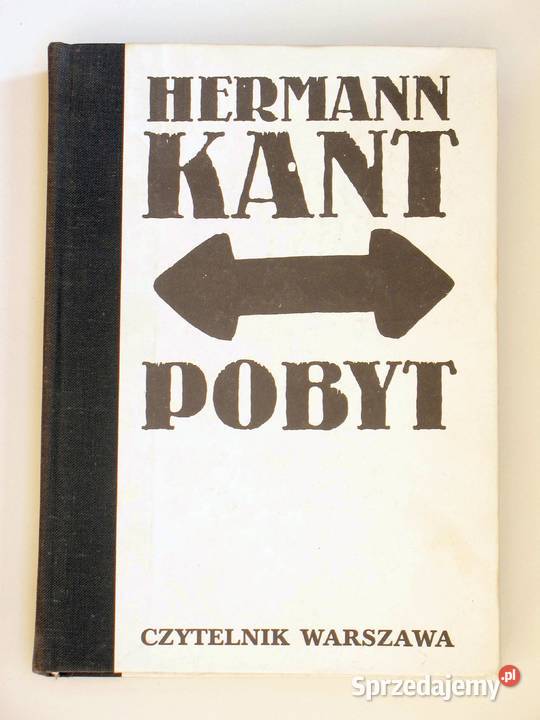 HERMANN
KANT
POBYT
CZYTELNIK WARSZAWA
Sprzedajemy.pl